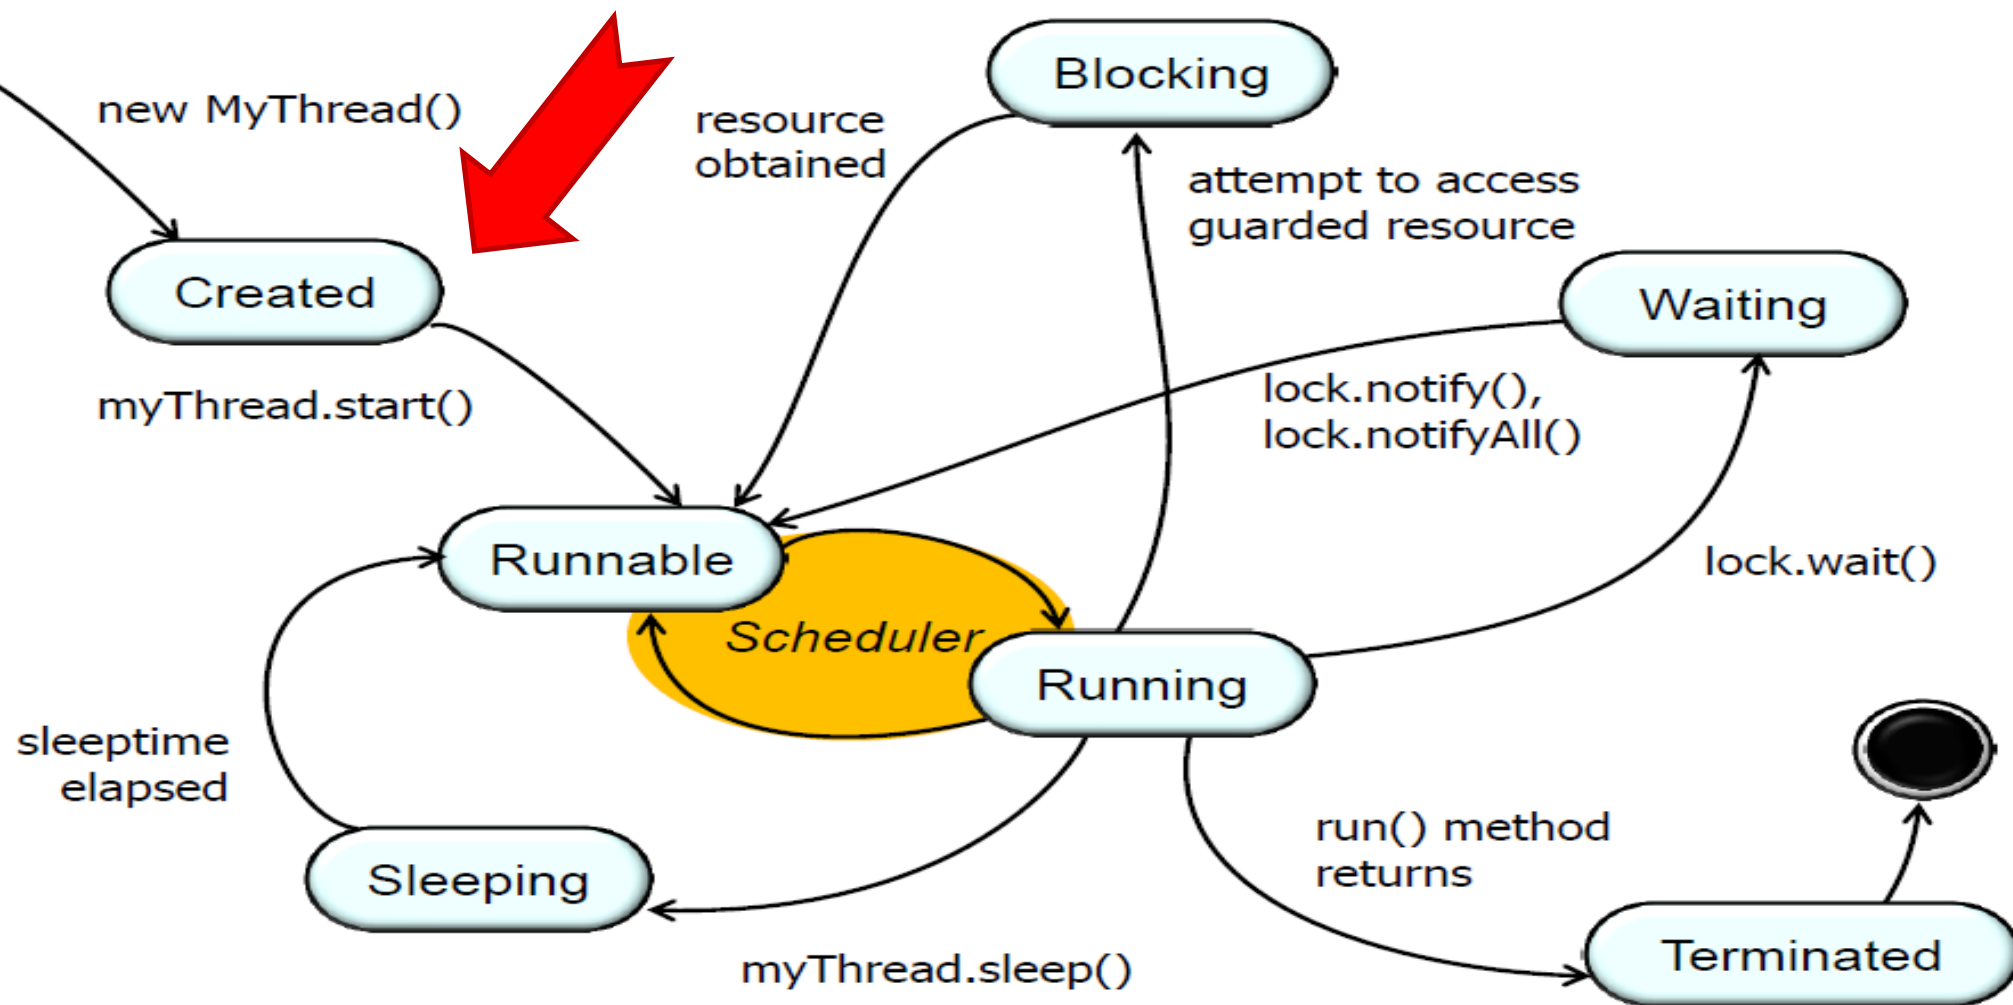 Blocking
new MyThread()
resource
obtained
attempt to access
guarded resource
Created
Waiting
myThread.start()
lock.notify(),
lock.notifyAll()
Runnable
lock.wait()
Scheduler
Running
sleeptime
elapsed
run() method
returns
Sleeping
Terminated
myThread.sleep()